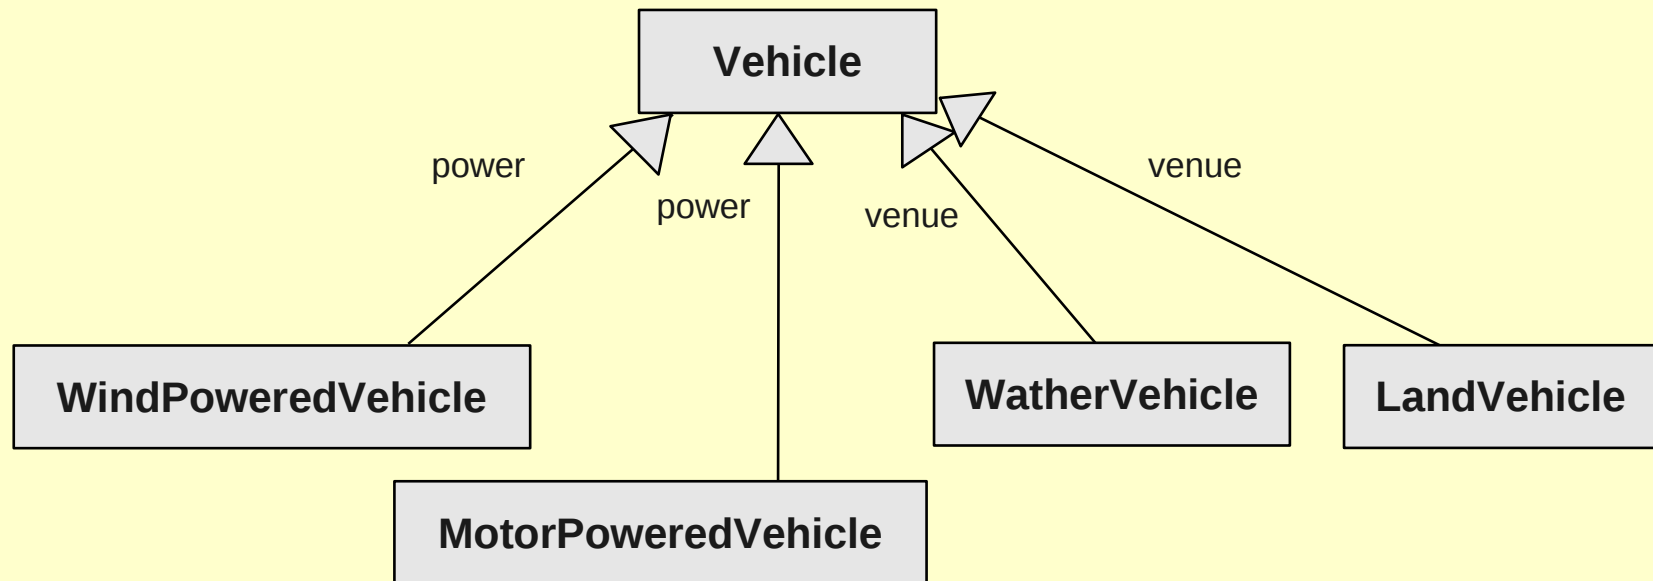 Vehicle
power
venue
power
venue
WindPoweredVehicle
WatherVehicle
LandVehicle
MotorPoweredVehicle